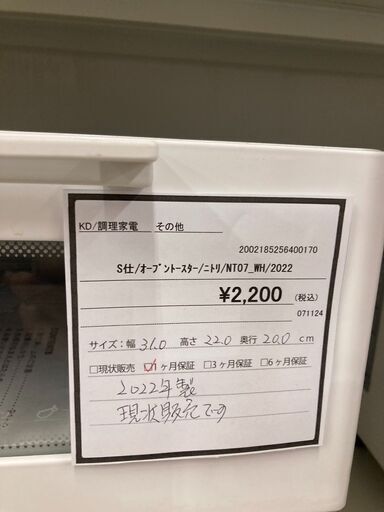 KD/調理家電 その他
2002185256400170
S仕/ｵｰﾌﾞﾝﾄｰｽﾀｰ/ﾆﾄﾘ/NT07_WH/2022
¥2,200 (税込)
071124
サイズ:幅 31.0 高さ 22.0 奥行 20.0 cm
□現状販売 ☑1ヶ月保証 □3ヶ月保証 □6ヶ月保証
2022年製
現状販売です